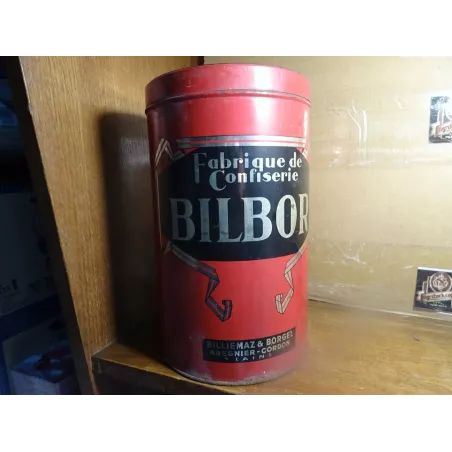 Fabrique de
Confiserie
BILBOR
BILLIEMAZ & BORGEL
BREGNIER-CORDON
(AIN)